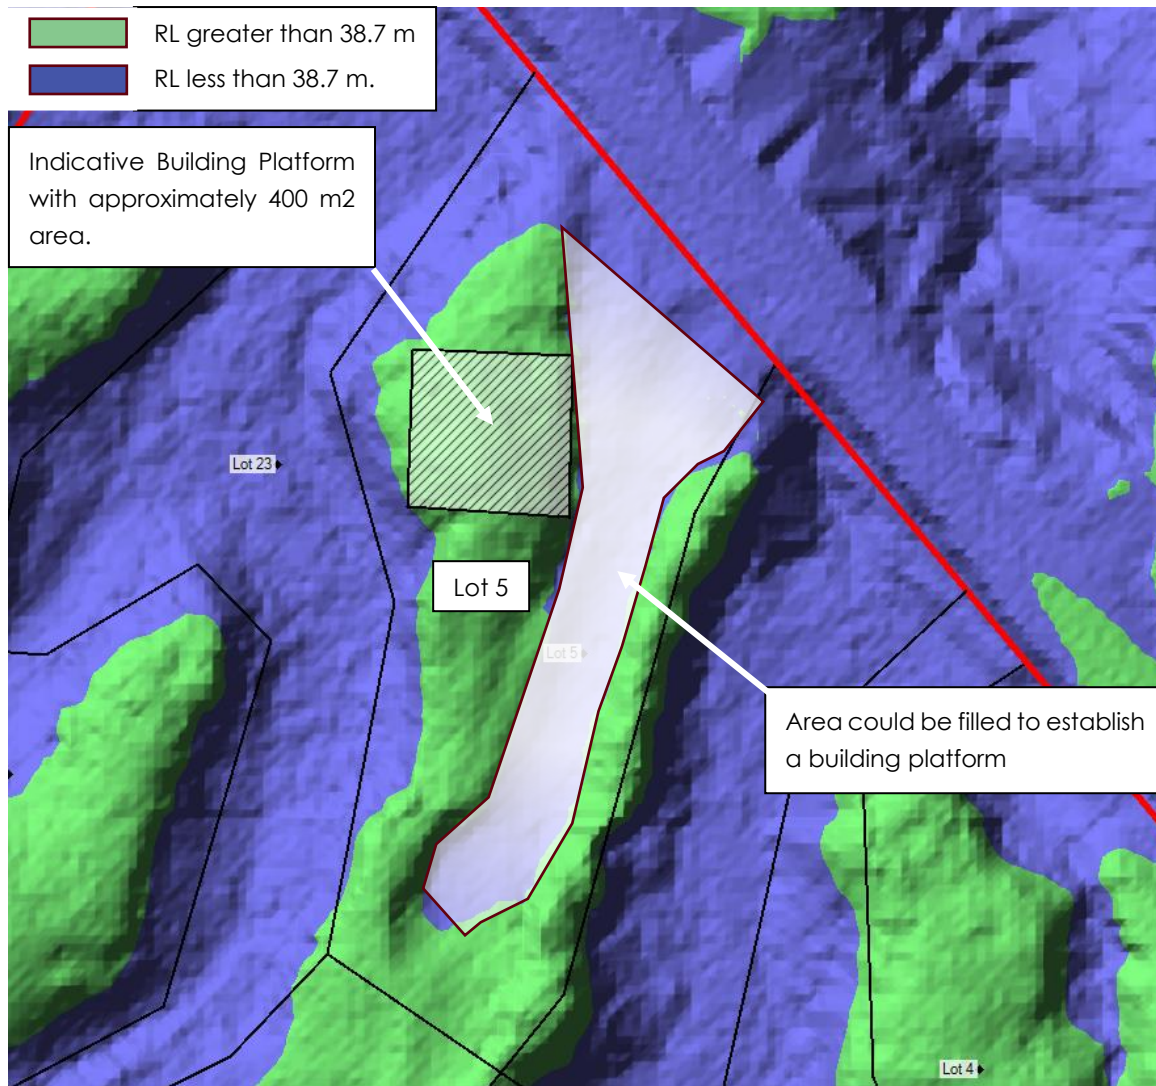 RL greater than 38.7 m
RL less than 38.7 m.
Indicative Building Platform
with approximately 400 m2
area.
Lot 23
Lot 5
Lot 5
Area could be filled to establish
a building platform
Lot 4